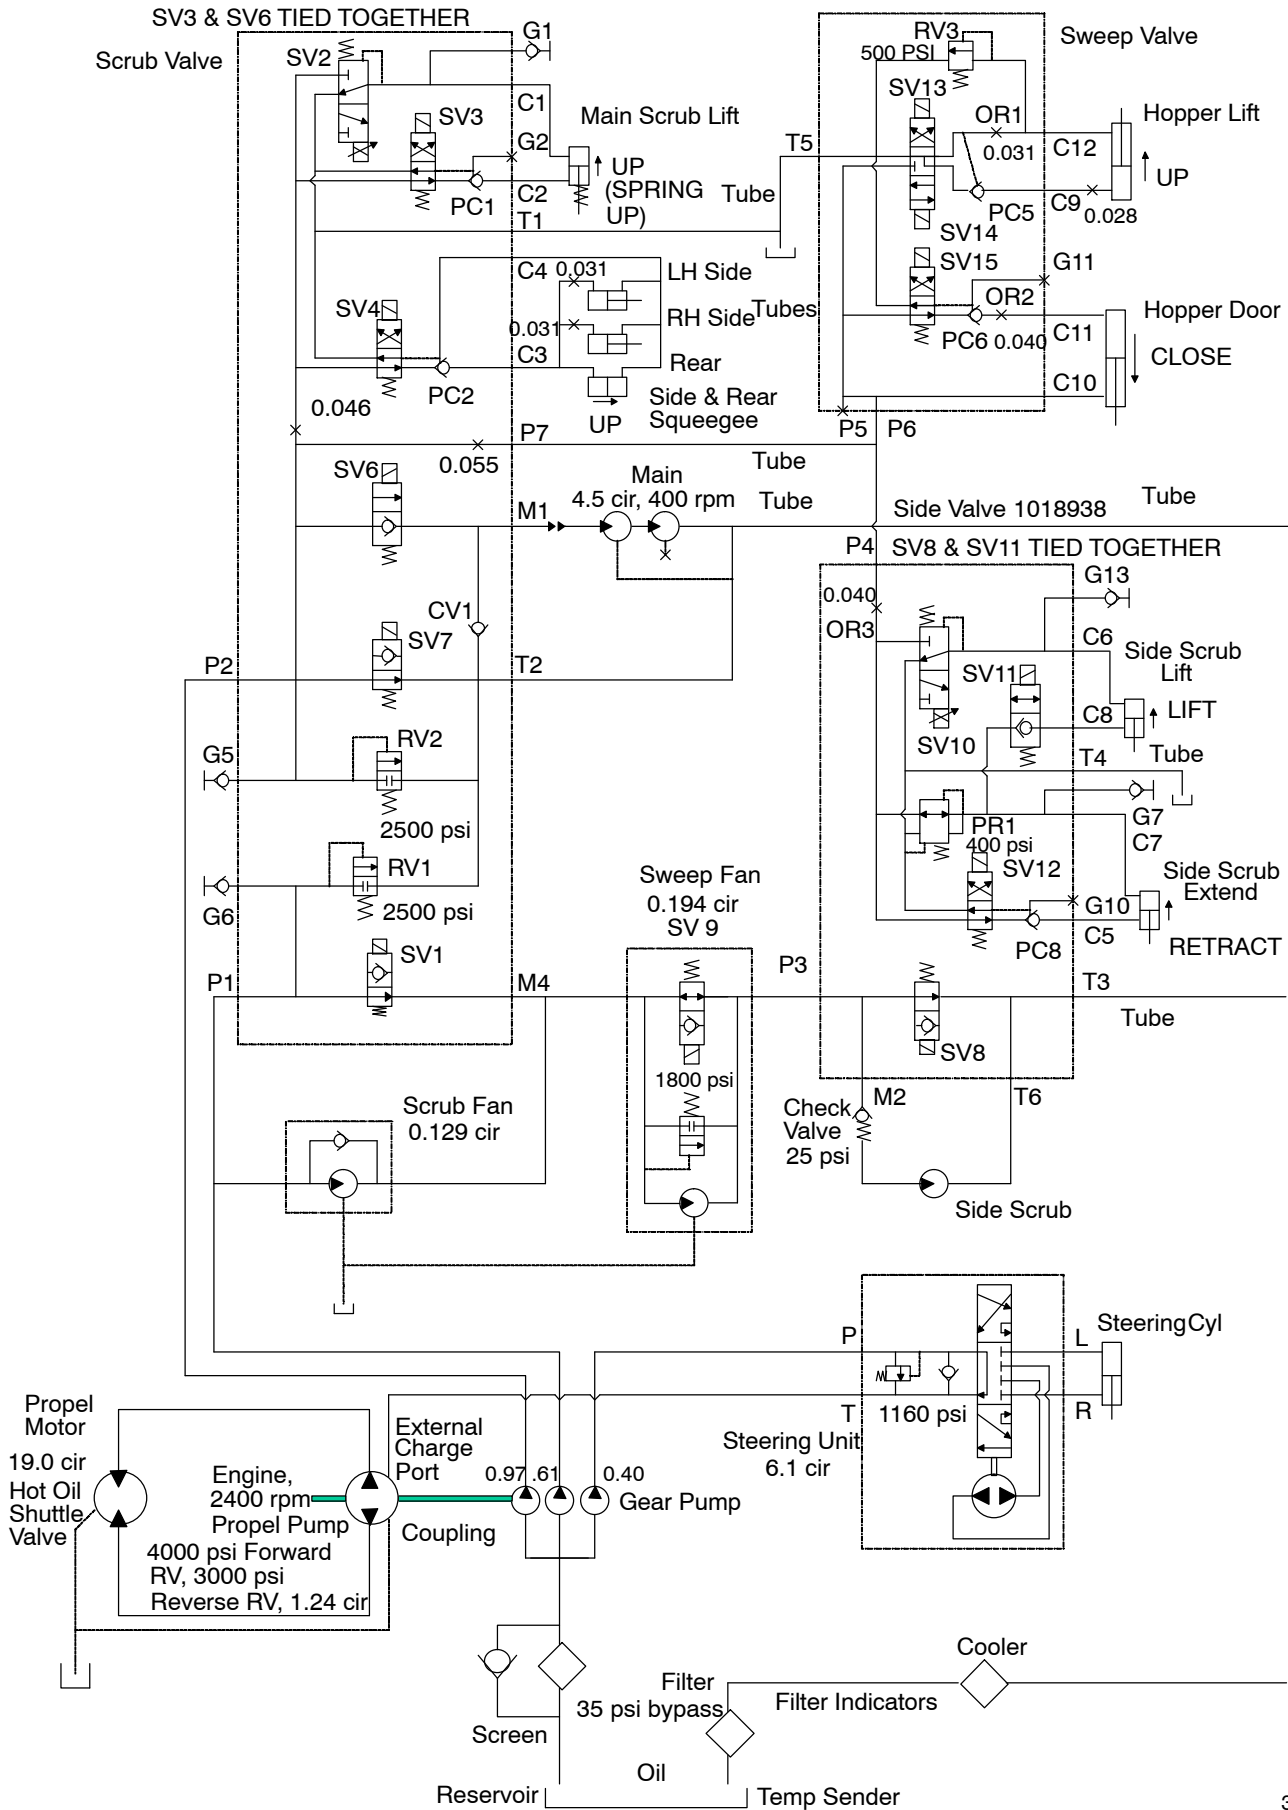 SV3 & SV6 TIED TOGETHER
Scrub Valve
SV2
G1
C1
SV3
G2
Main Scrub Lift
UP
(SPRING
UP)
C2
PC1
T1
Tube
C4
0.031
LH Side
SV4
0.031
RH Side
Tubes
C3
Rear
PC2
Side & Rear
Squeegee
UP
0.046
P7
0.055
Tube
RV3
500 PSI
Sweep Valve
SV13
OR1
0.031
Hopper Lift
C12
T5
UP
PC5
C9
0.028
SV14
SV15
G11
OR2
Hopper Door
PC6
0.040
C11
CLOSE
C10
P5
P6
SV6
M1
Main
4.5 cir, 400 rpm
Tube
Side Valve 1018938
Tube
P4
SV8 & SV11 TIED TOGETHER
0.040
OR3
G13
C6
Side Scrub
Lift
SV11
LIFT
C8
SV10
T4
Tube
G7
C7
PR1
400 psi
SV12
Side Scrub
Extend
G10
C5
PC8
RETRACT
CV1
SV7
P2
T2
RV2
G5
2500 psi
RV1
G6
2500 psi
SV1
P1
M4
Sweep Fan
0.194 cir
SV 9
P3
T3
Tube
SV8
1800 psi
M2
T6
Check
Valve
25 psi
Side Scrub
Scrub Fan
0.129 cir
P
L
SteeringCyl
T
1160 psi
R
Steering Unit
6.1 cir
Propel
Motor
19.0 cir
Hot Oil
Shuttle
Valve
External
Charge
Port
Engine,
2400 rpm
Propel Pump
4000 psi Forward
RV, 3000 psi
Reverse RV, 1.24 cir
Coupling
0.97
.61
0.40
Gear Pump
Screen
Filter
35 psi bypass
Filter Indicators
Cooler
Oil
Reservoir
Temp Sender
3